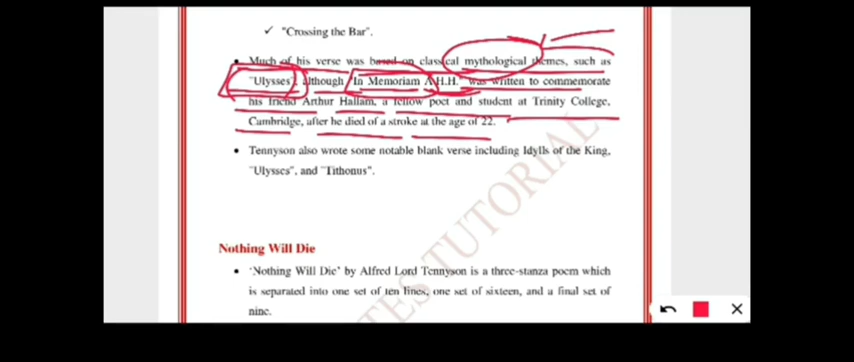 ✓ "Crossing the Bar".
• Much of his verse was based on classical mythological themes, such as
"Ulysses", although "In Memoriam A.H.H." was written to commemorate
his friend Arthur Hallam, a fellow poet and student at Trinity College,
Cambridge, after he died of a stroke at the age of 22.
• Tennyson also wrote some notable blank verse including Idylls of the King,
"Ulysses", and "Tithonus".
Nothing Will Die
• 'Nothing Will Die' by Alfred Lord Tennyson is a three-stanza poem which
is separated into one set of ten lines, one set of sixteen, and a final set of
nine.
TES TUTORIAL